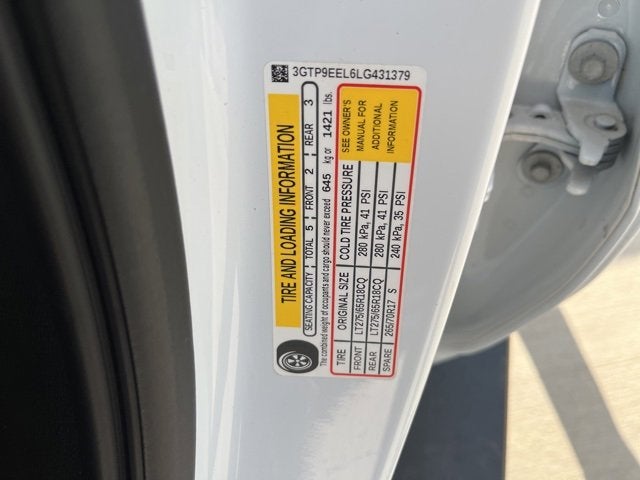 3GTP9EEL6LG431379
TIRE AND LOADING INFORMATION
SEATING CAPACITY TOTAL 5 FRONT 2 REAR 3
The combined weight of occupants and cargo should never exceed 645 kg or 1421 lbs.
TIRE ORIGINAL SIZE COLD TIRE PRESSURE
FRONT LT275/65R18CQ 280 kPa, 41 PSI
REAR LT275/65R18CQ 280 kPa, 41 PSI
SPARE 265/70R17 S 240 kPa, 35 PSI
SEE OWNER'S
MANUAL FOR
ADDITIONAL
INFORMATION